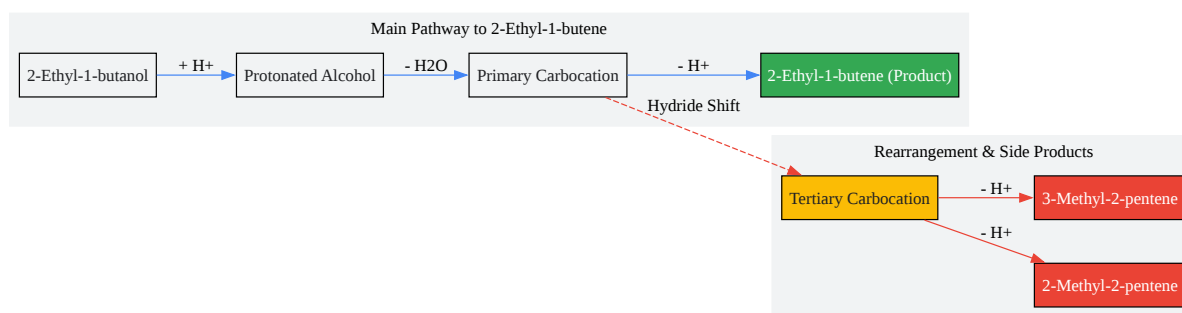 Main Pathway to 2-Ethyl-1-butene
2-Ethyl-1-butanol
+ H+
Protonated Alcohol
- H2O
Primary Carbocation
- H+
2-Ethyl-1-butene (Product)
Hydride Shift
Rearrangement & Side Products
Tertiary Carbocation
- H+
3-Methyl-2-pentene
- H+
2-Methyl-2-pentene